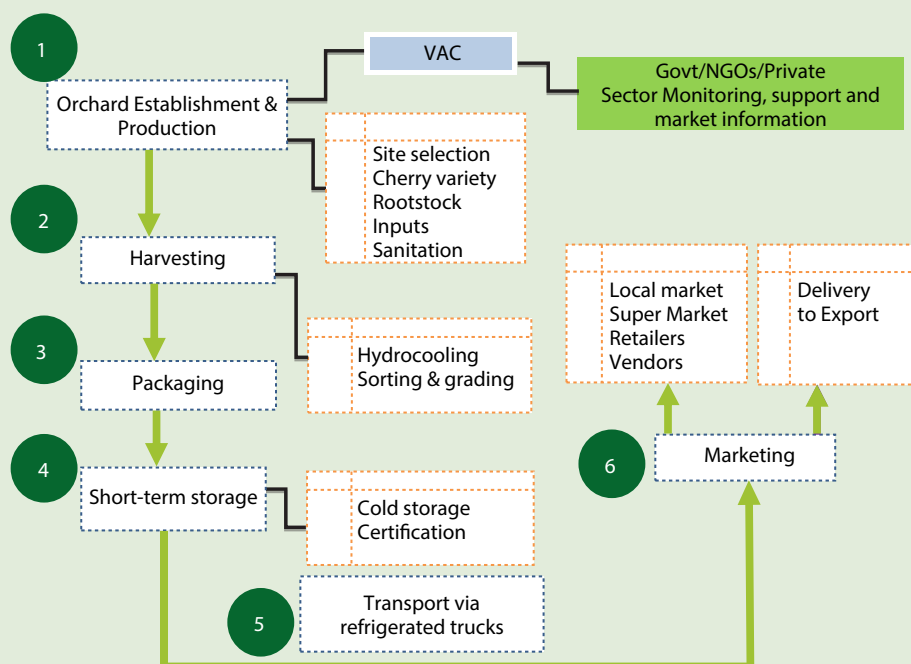 1
VAC
Govt/NGOs/Private
Sector Monitoring, support and
market information
Orchard Establishment &
Production
Site selection
Cherry variety
Rootstock
Inputs
Sanitation
2
Harvesting
Hydrocooling
Sorting & grading
3
Packaging
4
Short-term storage
Cold storage
Certification
5
Transport via
refrigerated trucks
6
Marketing
Local market
Super Market
Retailers
Vendors
Delivery
to Export